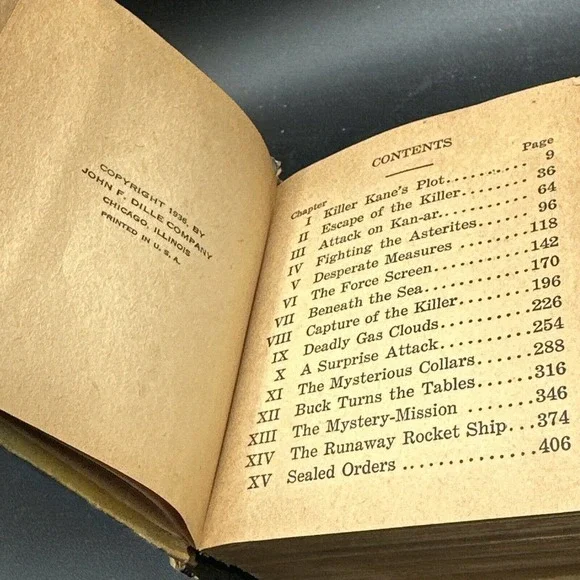 COPYRIGHT 1936, BY
JOHN F. DILLE COMPANY
CHICAGO, ILLINOIS
PRINTED IN U. S. A.
CONTENTS
Chapter Page
I Killer Kane's Plot 9
II Escape of the Killer 36
III Attack on Kan-ar 64
IV Fighting the Asterites 96
V Desperate Measures 118
VI The Force Screen 142
VII Beneath the Sea 170
VIII Capture of the Killer 196
IX Deadly Gas Clouds 226
X A Surprise Attack 254
XI The Mysterious Collars 288
XII Buck Turns the Tables 316
XIII The Mystery-Mission 346
XIV The Runaway Rocket Ship 374
XV Sealed Orders 406